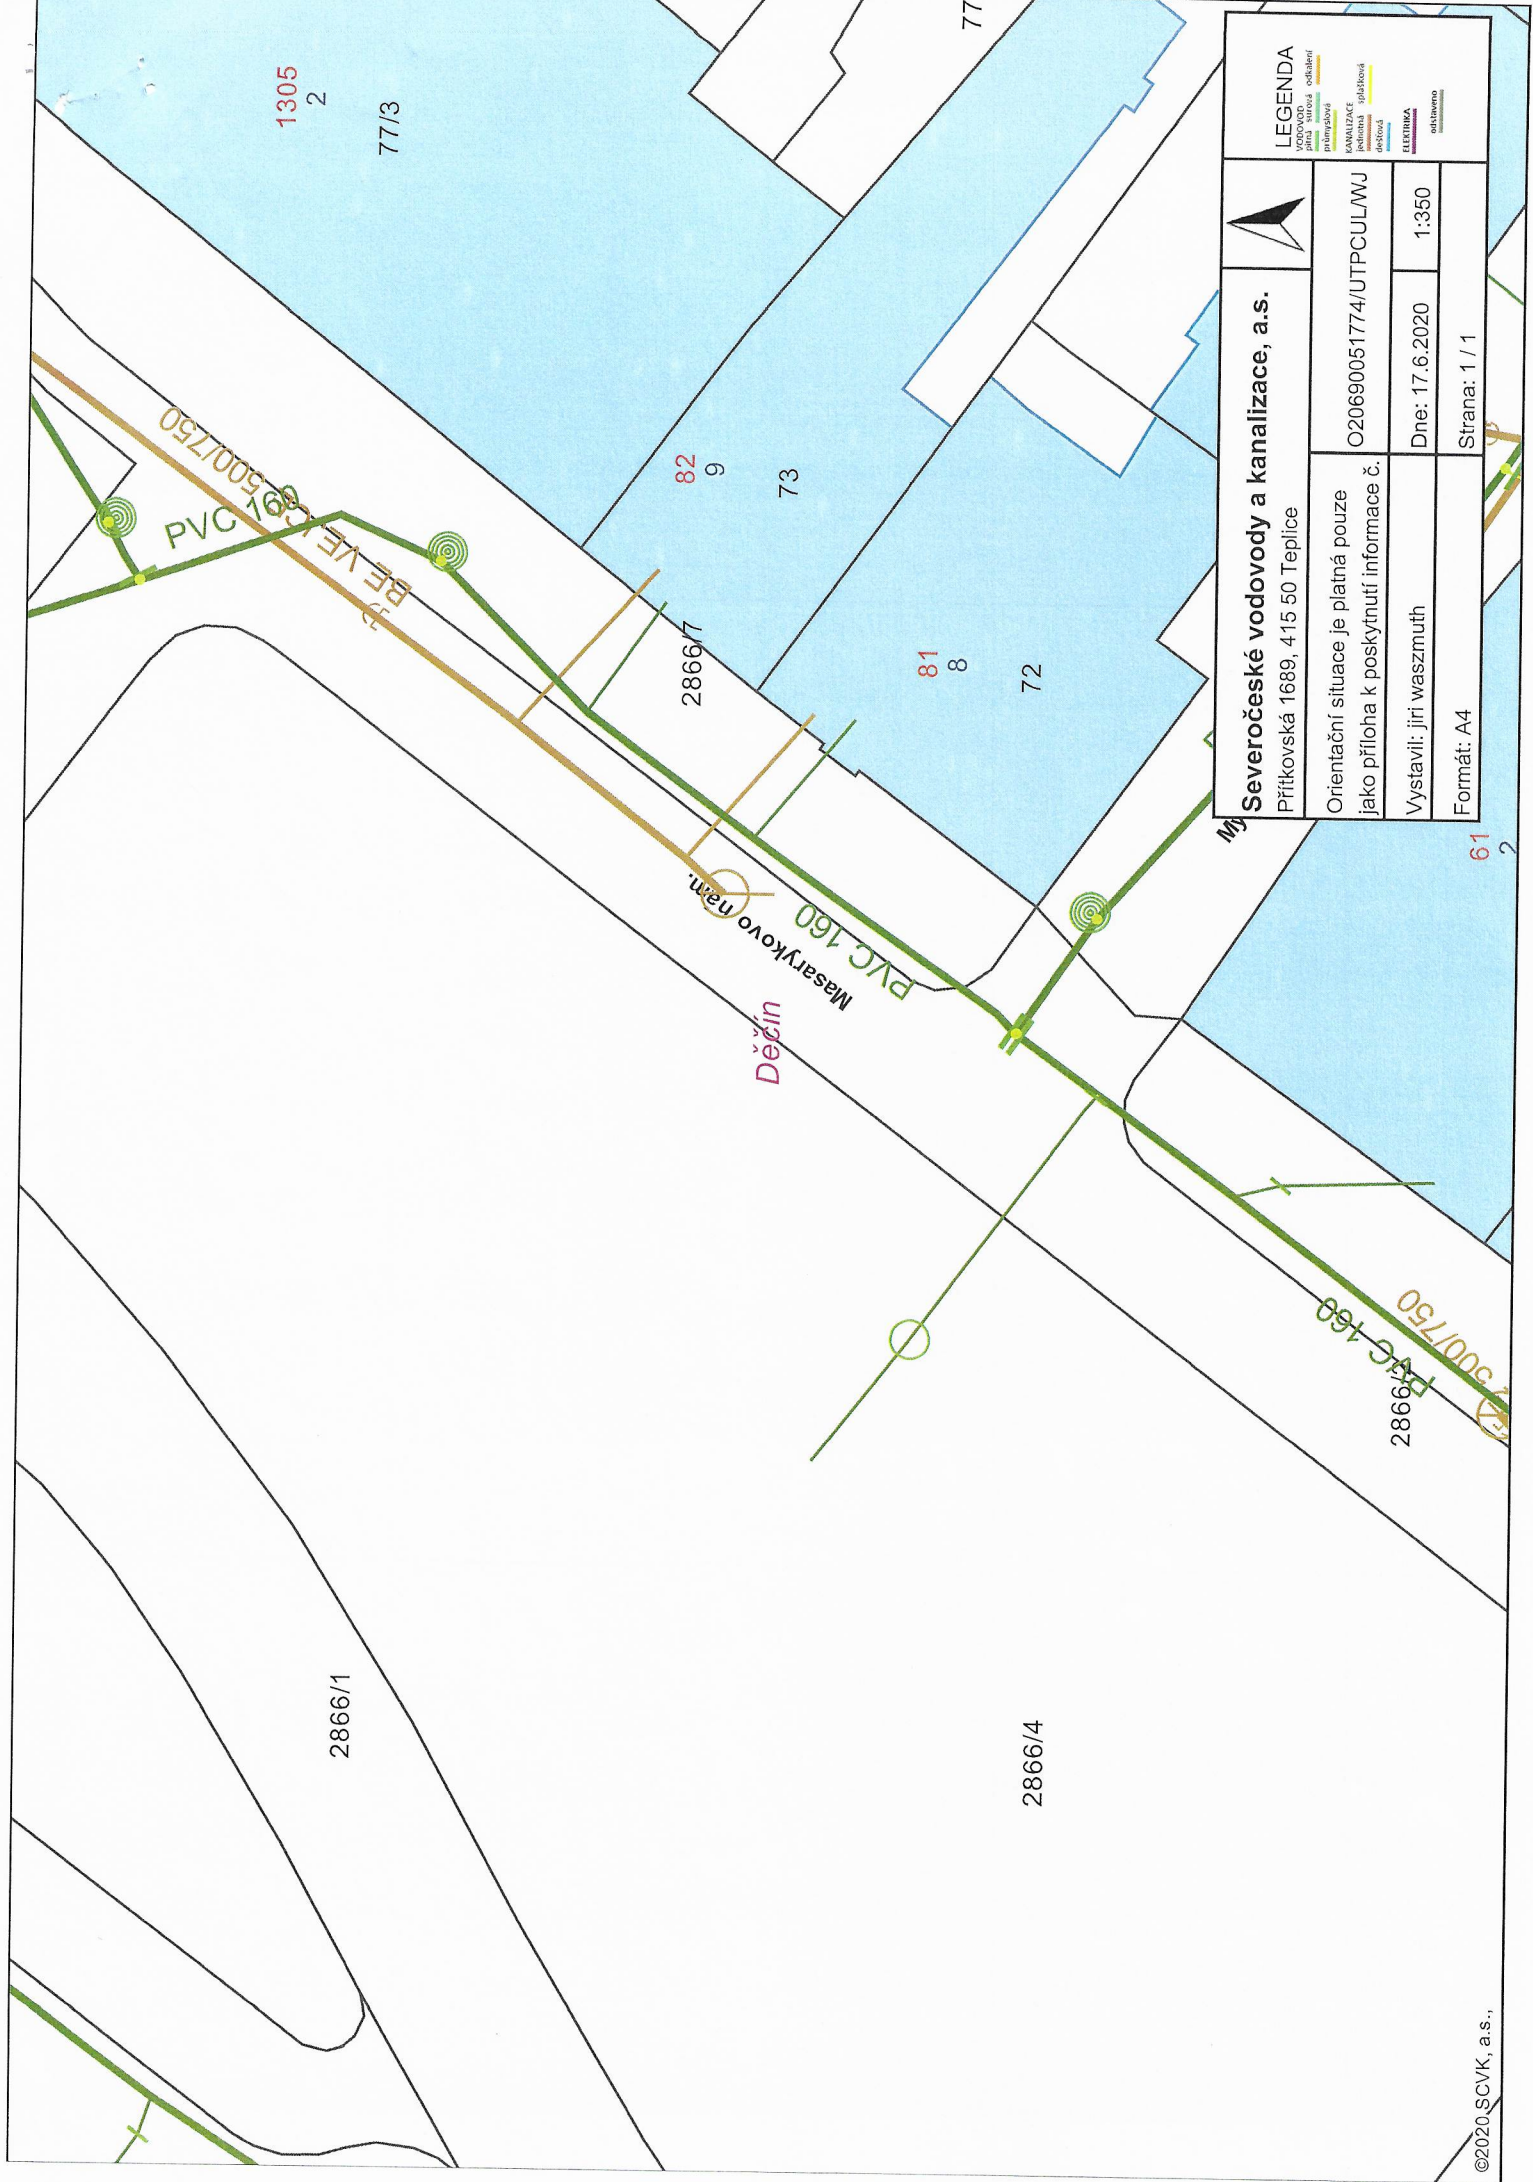 1305
2
77/3
77
500/750
PVC 160
BE VEJCE
82
9
73
2866/7
81
8
72
Masarykovo nám.
PVC 160
Děčín
My
61
2
PVC 160
500/750
2866/
2866/1
2866/4
©2020 SCVK, a.s.,
Severočeské vodovody a kanalizace, a.s.
Přítkovská 1689, 415 50 Teplice
Orientační situace je platná pouze
jako příloha k poskytnutí informace č.
O20690051774/UTPCUL/WJ
Vystavil: jiri waszmuth
Dne: 17.6.2020
1:350
Formát: A4
Strana: 1 / 1
LEGENDA
VODOVOD
pitná surová odkalení
průmyslová
KANALIZACE
jednotná splašková
dešťová
ELEKTRIKA
odstaveno